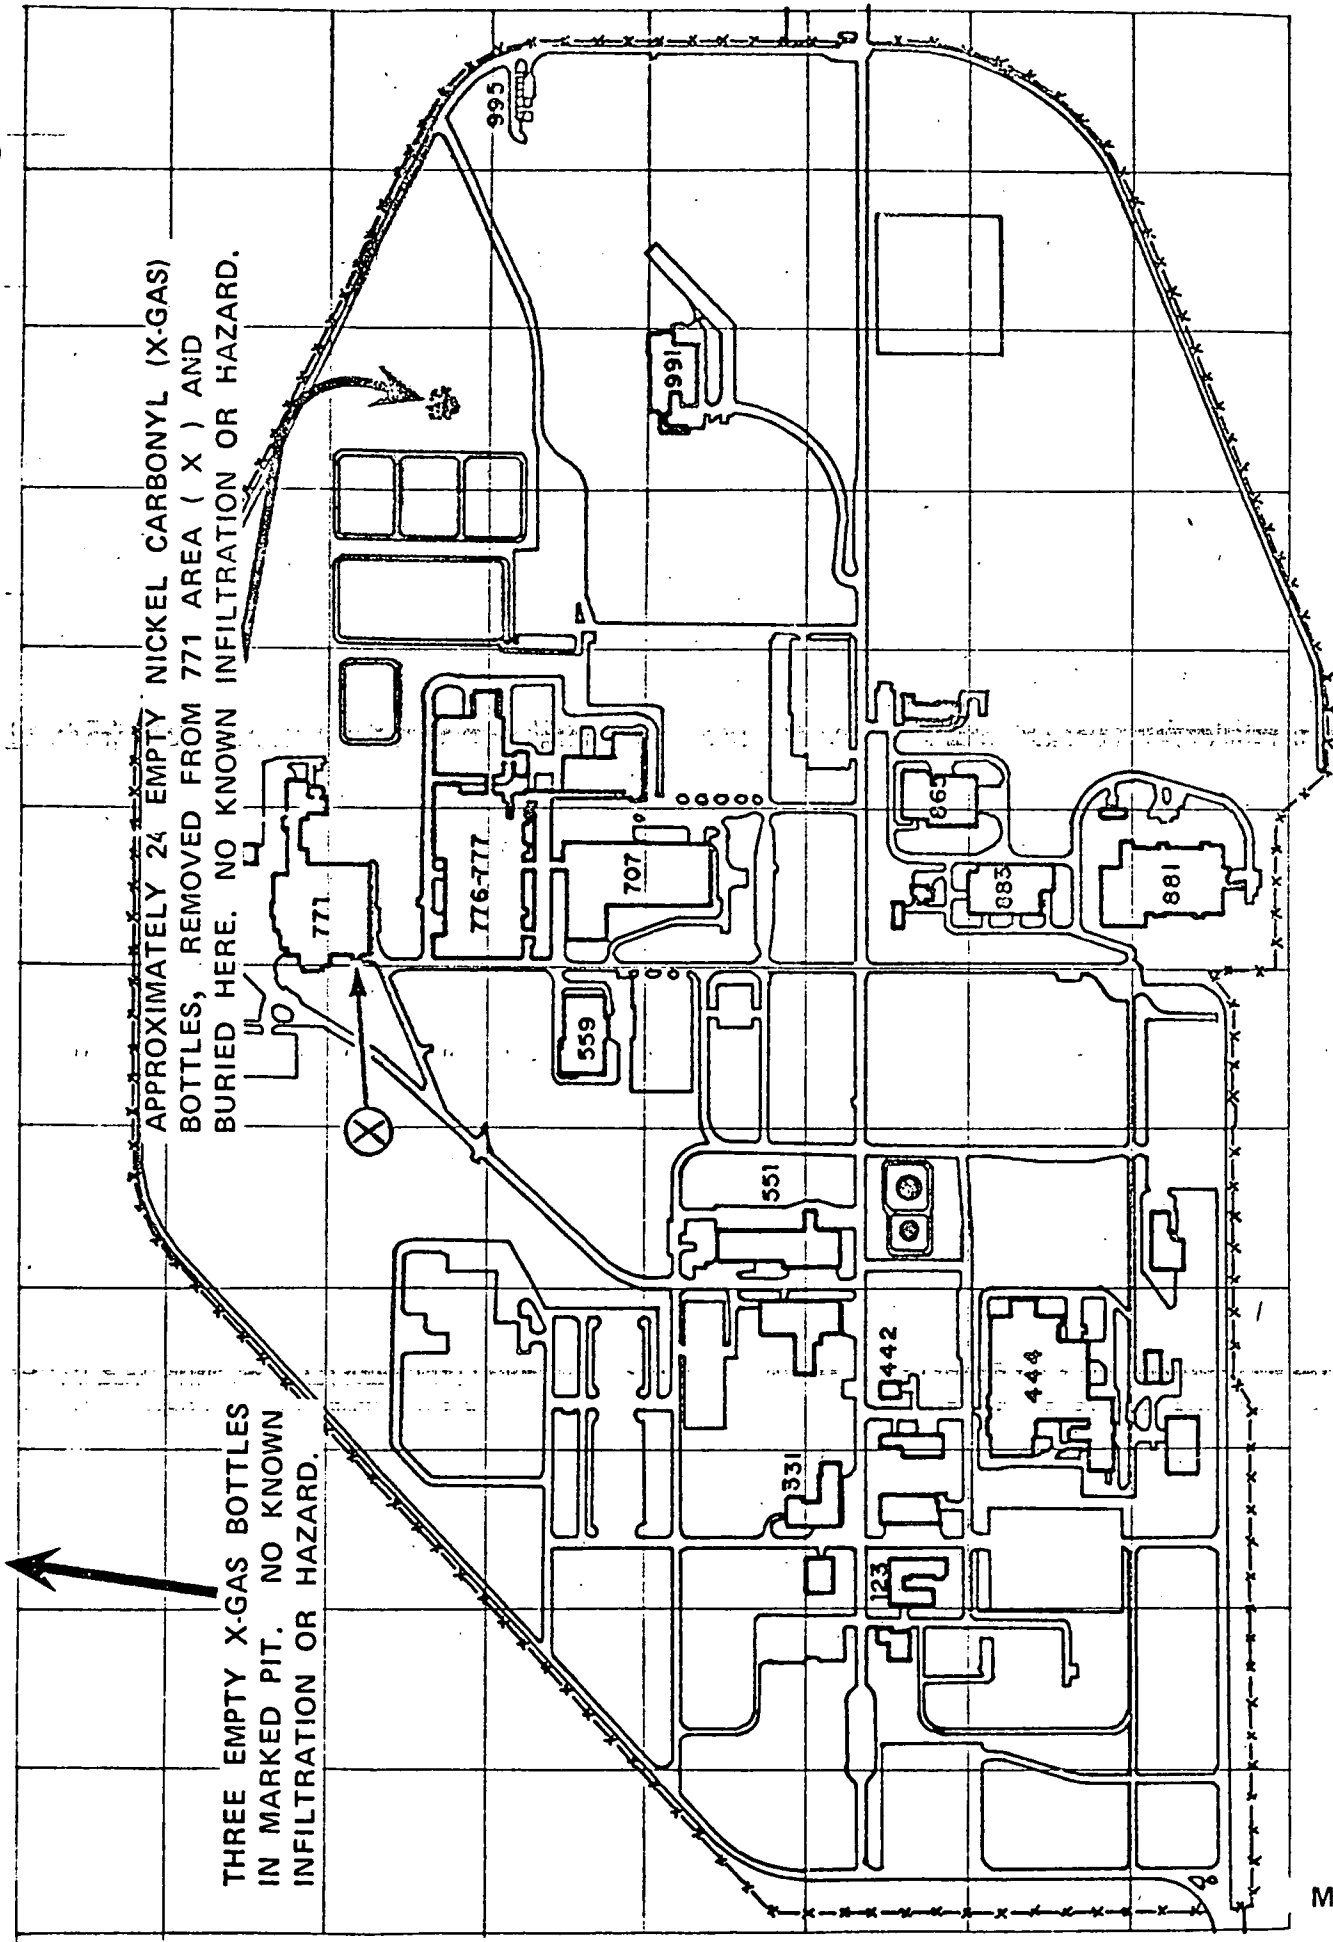 APPROXIMATELY 24 EMPTY NICKEL CARBONYL (X-GAS)
BOTTLES, REMOVED FROM 771 AREA ( X ) AND
BURIED HERE. NO KNOWN INFILTRATION OR HAZARD.
THREE EMPTY X-GAS BOTTLES
IN MARKED PIT. NO KNOWN
INFILTRATION OR HAZARD.
X
995
991
771
776-777
707
559
865
883
881
551
442
444
331
123
M